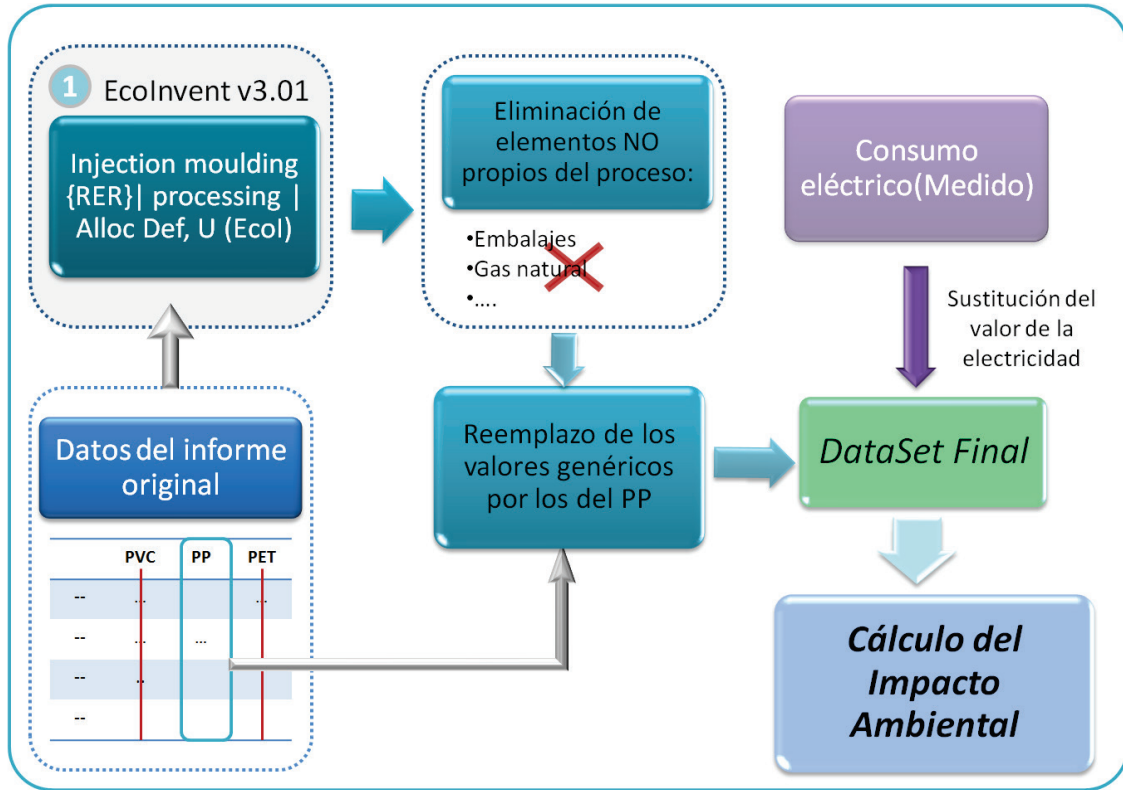 1 EcoInvent v3.01
Injection moulding
{RER}| processing |
Alloc Def, U (EcoI)
Eliminación de
elementos NO
propios del proceso:
•Embalajes
•Gas natural
•....
Consumo
eléctrico(Medido)
Sustitución del
valor de la
electricidad
Datos del informe
original
PVC PP PET
-- ... ...
-- ... ...
-- ..
--
Reemplazo de los
valores genéricos
por los del PP
DataSet Final
Cálculo del
Impacto
Ambiental